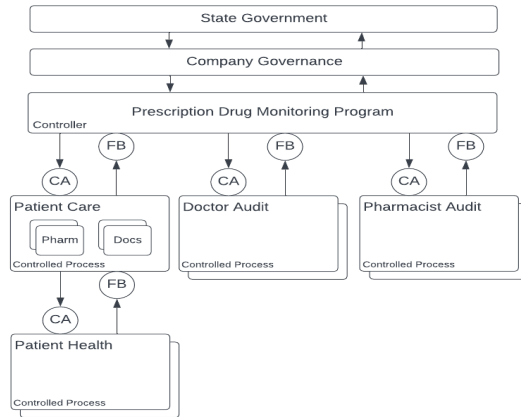 State Government
Company Governance
Prescription Drug Monitoring Program
Controller
FB
FB
FB
CA
CA
CA
Patient Care
Doctor Audit
Pharmacist Audit
Pharm
Docs
Controlled Process
Controlled Process
Controlled Process
FB
CA
Patient Health
Controlled Process